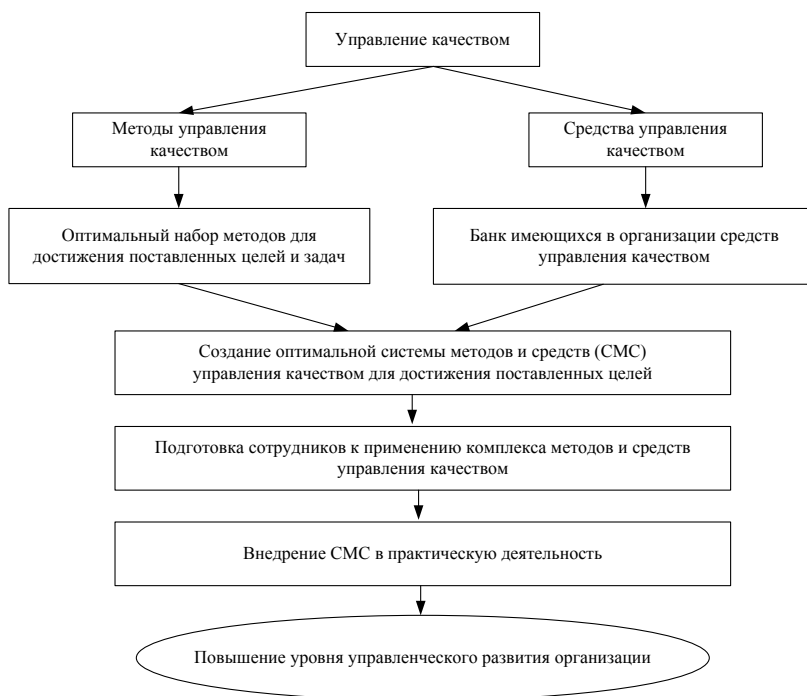 Управление качеством
Методы управления
качеством
Средства управления
качеством
Оптимальный набор методов для
достижения поставленных целей и задач
Банк имеющихся в организации средств
управления качеством
Создание оптимальной системы методов и средств (СМС)
управления качеством для достижения поставленных целей
Подготовка сотрудников к применению комплекса методов и средств
управления качеством
Внедрение СМС в практическую деятельность
Повышение уровня управленческого развития организации